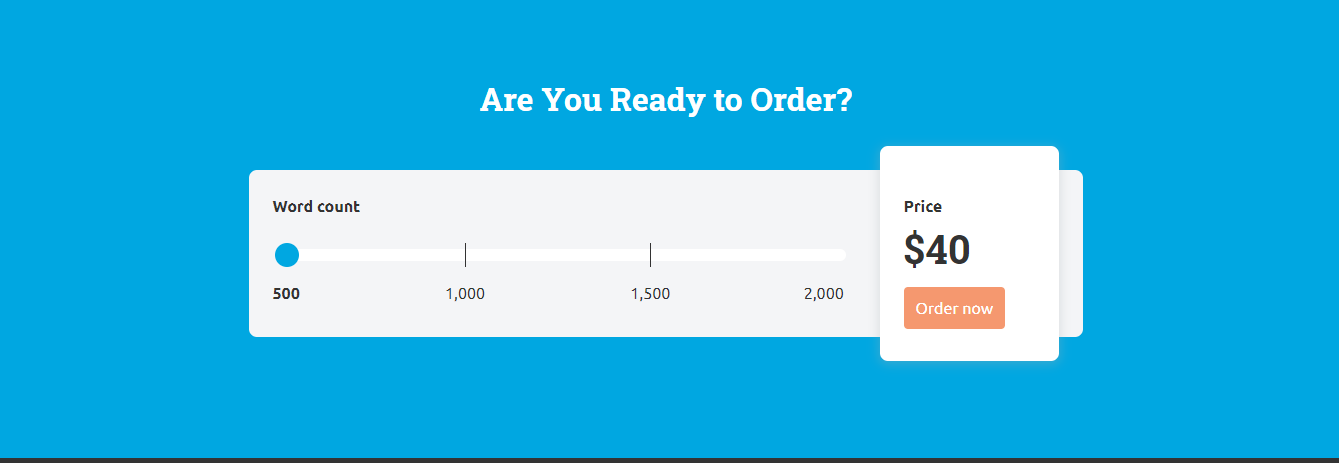 Are You Ready to Order?
Word count
500 1,000 1,500 2,000
Price
$40
Order now